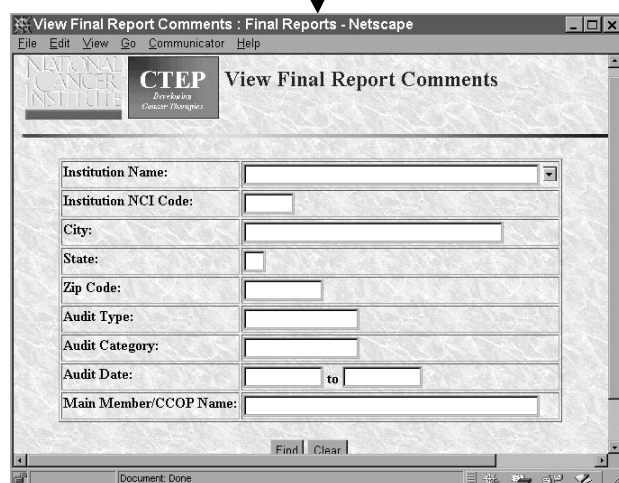 View Final Report Comments : Final Reports - Netscape
File Edit View Go Communicator Help
NATIONAL
CANCER
INSTITUTE
CTEP
Developing
Cancer Therapies
View Final Report Comments
Institution Name:
Institution NCI Code:
City:
State:
Zip Code:
Audit Type:
Audit Category:
Audit Date:
to
Main Member/CCOP Name:
Find Clear
Document: Done